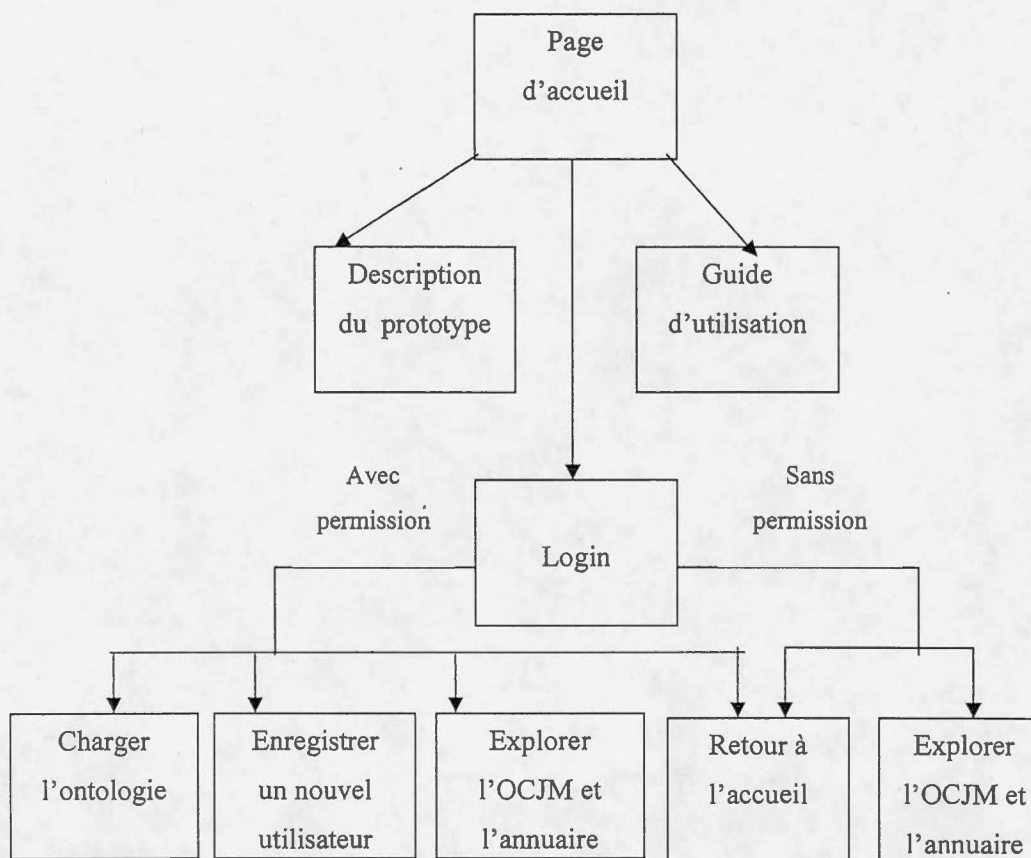 Page
d'accueil
Description
du prototype
Guide
d'utilisation
Avec
permission
Sans
permission
Login
Charger
l'ontologie
Enregistrer
un nouvel
utilisateur
Explorer
l'OCJM et
l'annuaire
Retour à
l'accueil
Explorer
l'OCJM et
l'annuaire